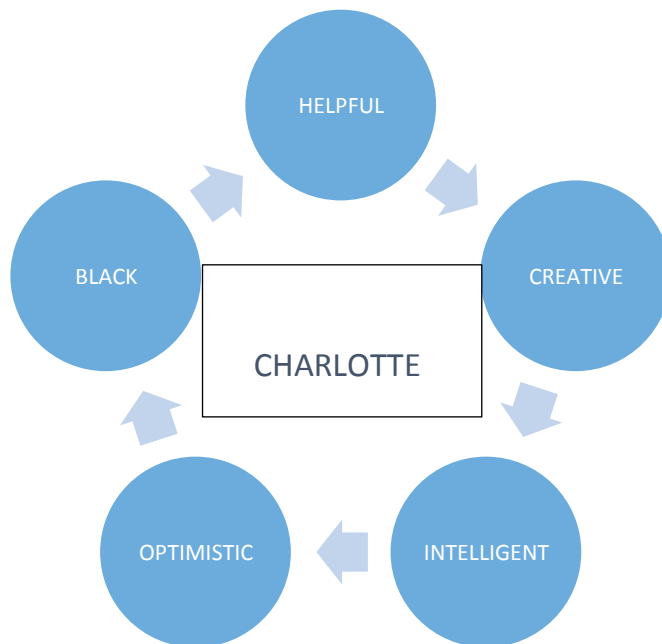 HELPFUL
CREATIVE
INTELLIGENT
OPTIMISTIC
BLACK
CHARLOTTE